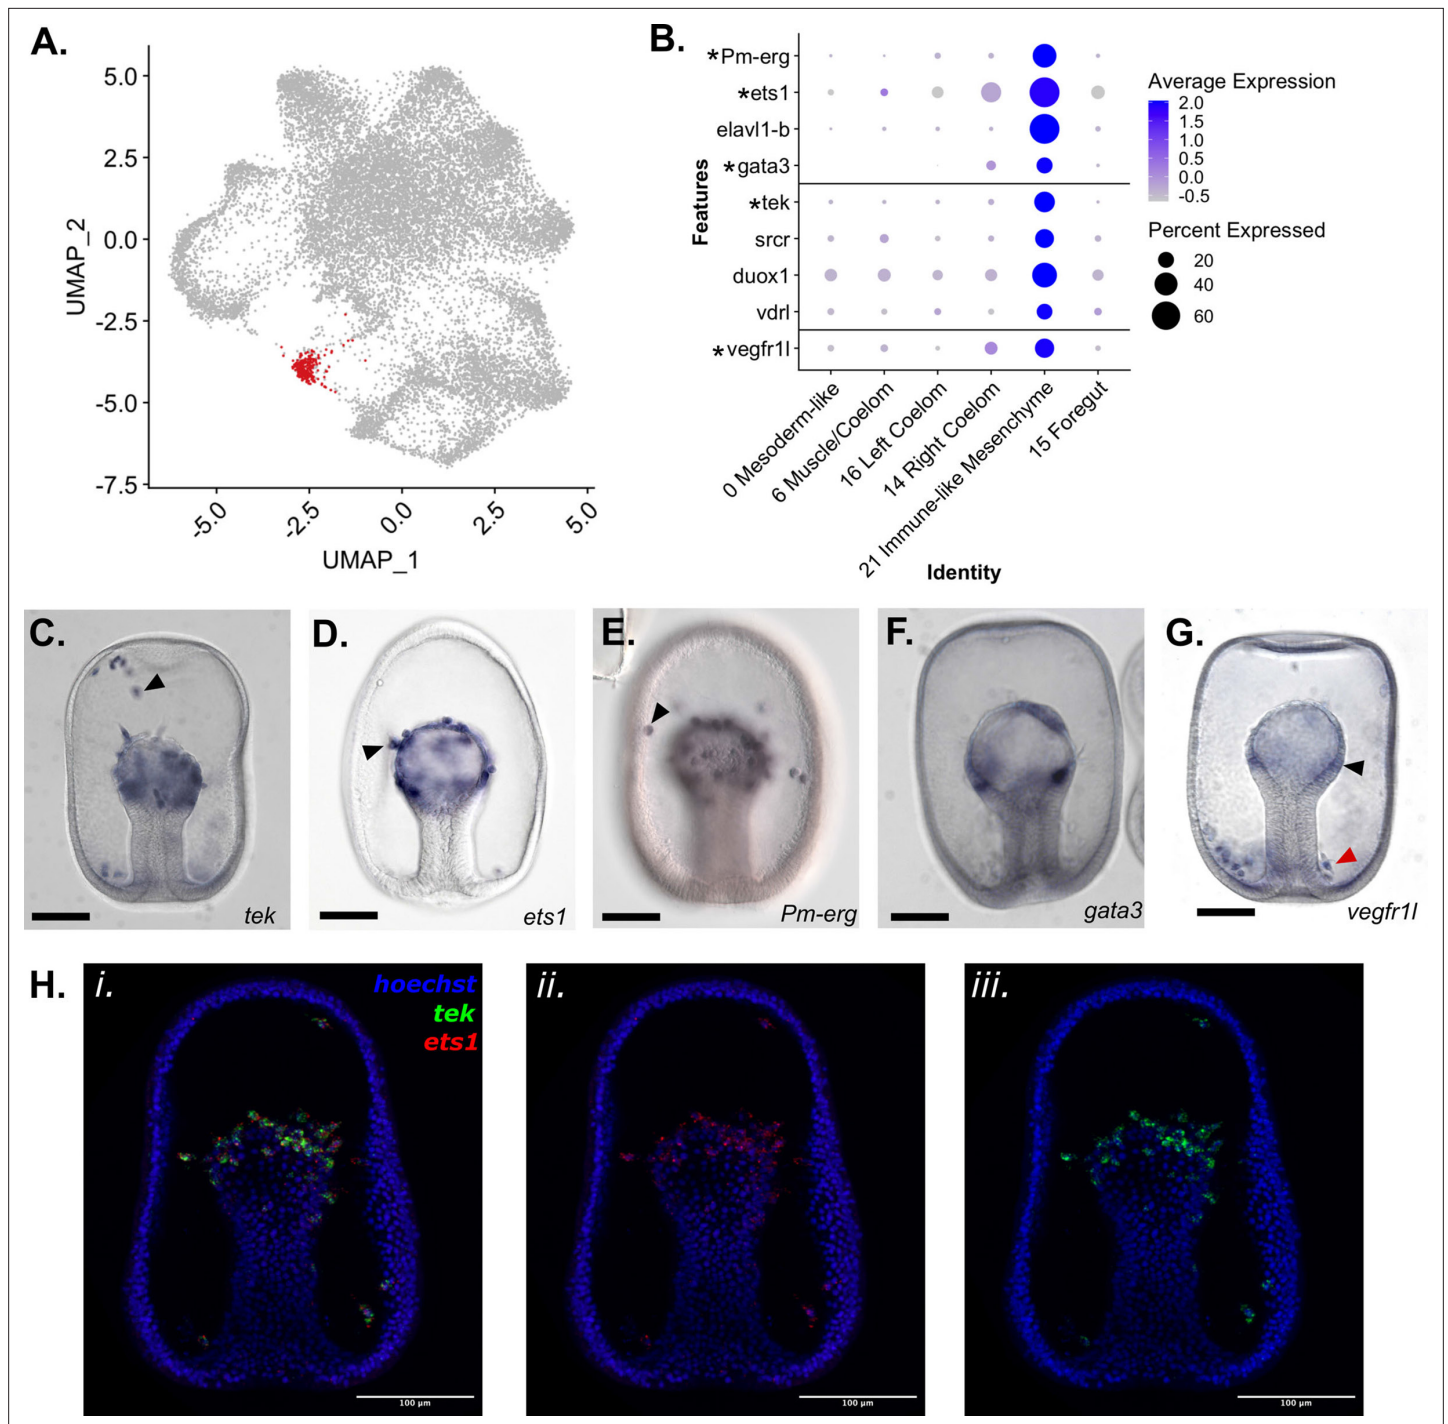 A.
UMAP_2
5.0
2.5
0.0
-2.5
-5.0
-7.5
-5.0
-2.5
0.0
2.5
5.0
UMAP_1
B.
Features
*Pm-erg
*ets1
elavl1-b
*gata3
*tek
srcr
duox1
vdrl
*vegfr1l
0 Mesoderm-like
6 Muscle/Coelom
16 Left Coelom
14 Right Coelom
21 Immune-like Mesenchyme
15 Foregut
Identity
Average Expression
2.0
1.5
1.0
0.5
0.0
-0.5
Percent Expressed
20
40
60
C.
tek
D.
ets1
E.
Pm-erg
F.
gata3
G.
vegfr1l
H.
i.
hoechst
tek
ets1
100 µm
ii.
100 µm
iii.
100 µm